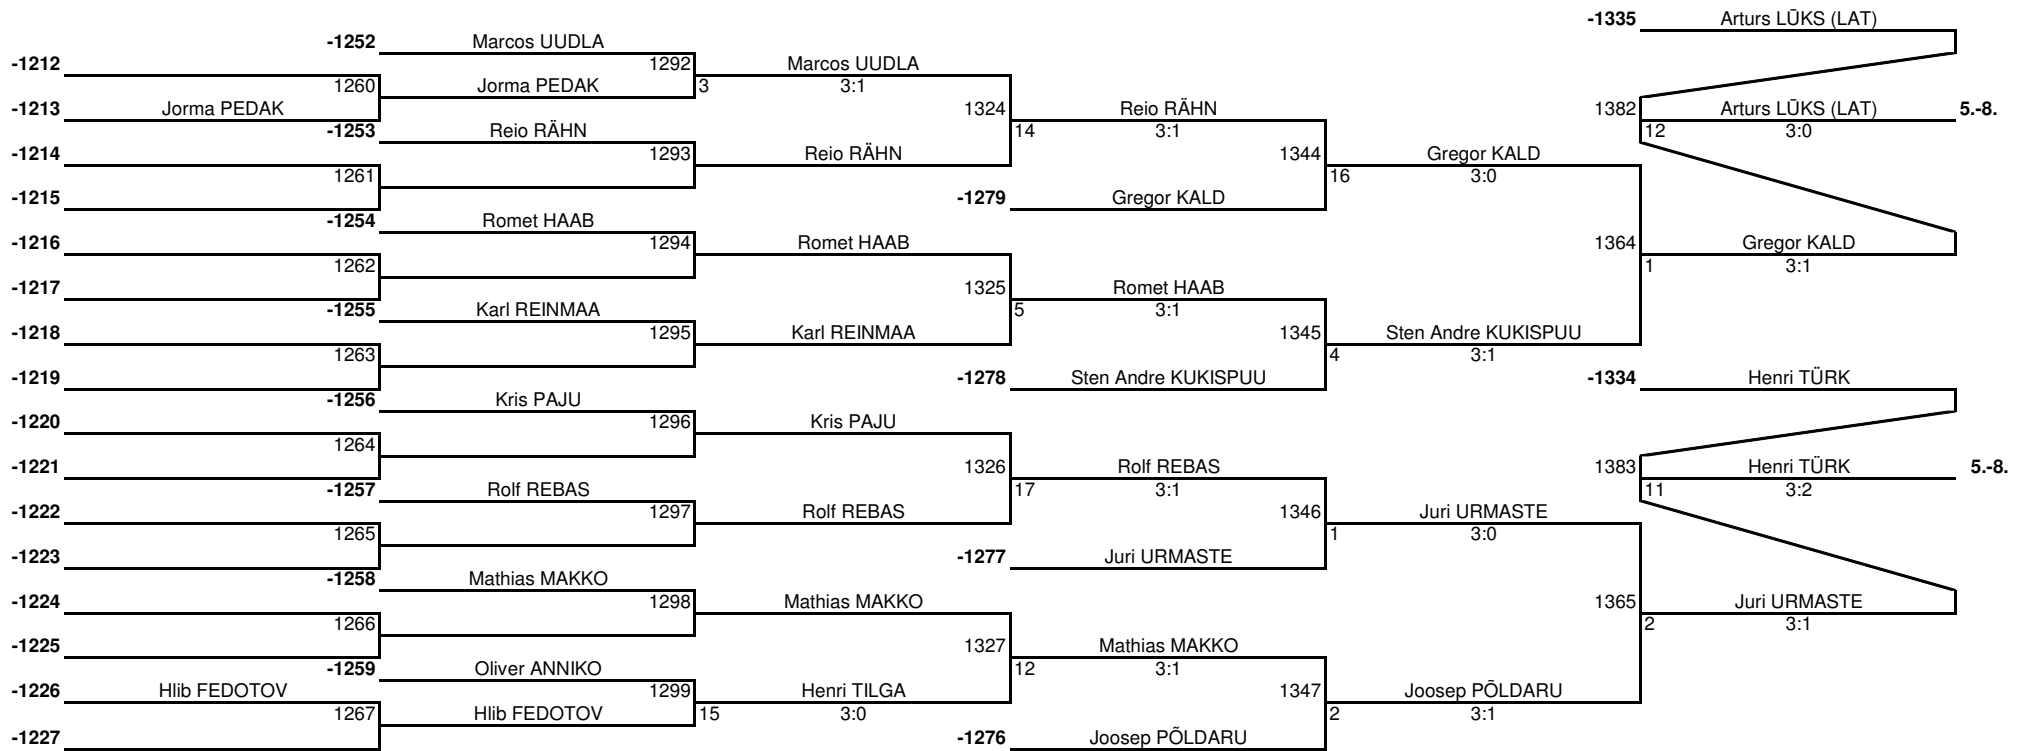 -1335 Arturs LŪKS (LAT)
-1252 Marcos UUDLA
-1212 1292 Marcos UUDLA
1260 Jorma PEDAK 3 3:1
-1213 Jorma PEDAK 1324 Reio RÄHN 1382 Arturs LŪKS (LAT) 5.-8.
-1253 Reio RÄHN 14 3:1 12 3:0
-1214 1293 Reio RÄHN 1344 Gregor KALD
1261 16 3:0
-1215 -1279 Gregor KALD
-1254 Romet HAAB
-1216 1294 Romet HAAB 1364 Gregor KALD
1262 1 3:1
-1217 1325 Romet HAAB
-1255 Karl REINMAA 5 3:1
-1218 1295 Karl REINMAA 1345 Sten Andre KUKISPUU
1263 4 3:1
-1219 -1278 Sten Andre KUKISPUU -1334 Henri TÜRK
-1256 Kris PAJU
-1220 1296 Kris PAJU
1264
-1221 1326 Rolf REBAS 1383 Henri TÜRK 5.-8.
-1257 Rolf REBAS 17 3:1 11 3:2
-1222 1297 Rolf REBAS 1346 Juri URMASTE
1265 1 3:0
-1223 -1277 Juri URMASTE
-1258 Mathias MAKKO
-1224 1298 Mathias MAKKO 1365 Juri URMASTE
1266 2 3:1
-1225 1327 Mathias MAKKO
-1259 Oliver ANNIKO 12 3:1
-1226 Hlib FEDOTOV 1299 Henri TILGA 1347 Joosep PÕLDARU
1267 Hlib FEDOTOV 15 3:0 2 3:1
-1227 -1276 Joosep PÕLDARU